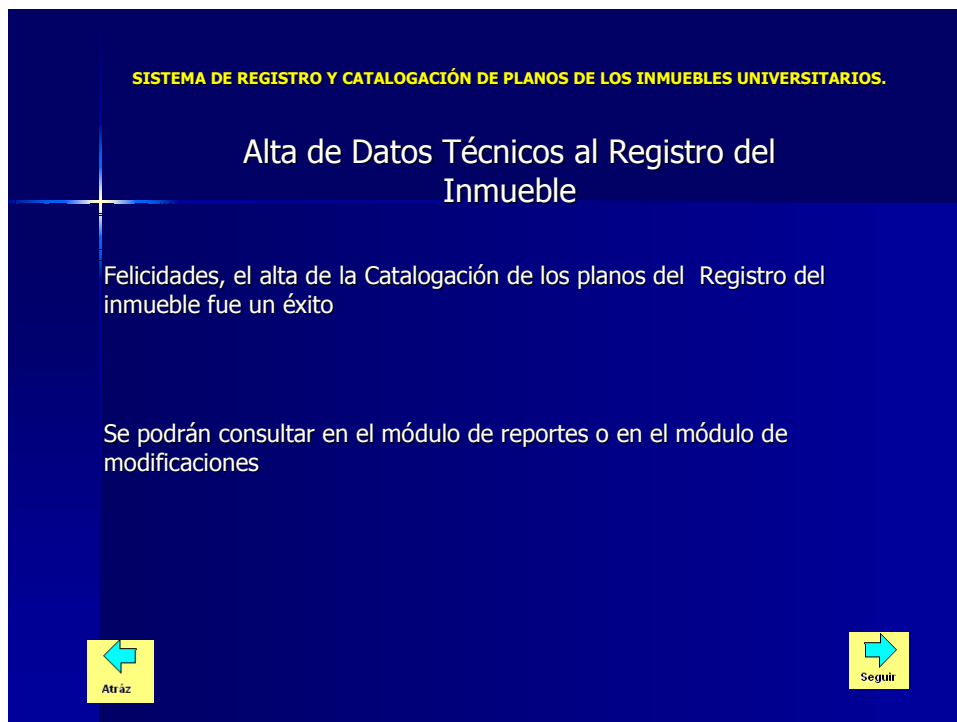 SISTEMA DE REGISTRO Y CATALOGACIÓN DE PLANOS DE LOS INMUEBLES UNIVERSITARIOS.
Alta de Datos Técnicos al Registro del
Inmueble
Felicidades, el alta de la Catalogación de los planos del  Registro del
inmueble fue un éxito
Se podrán consultar en el módulo de reportes o en el módulo de
modificaciones
Atráz
Seguir